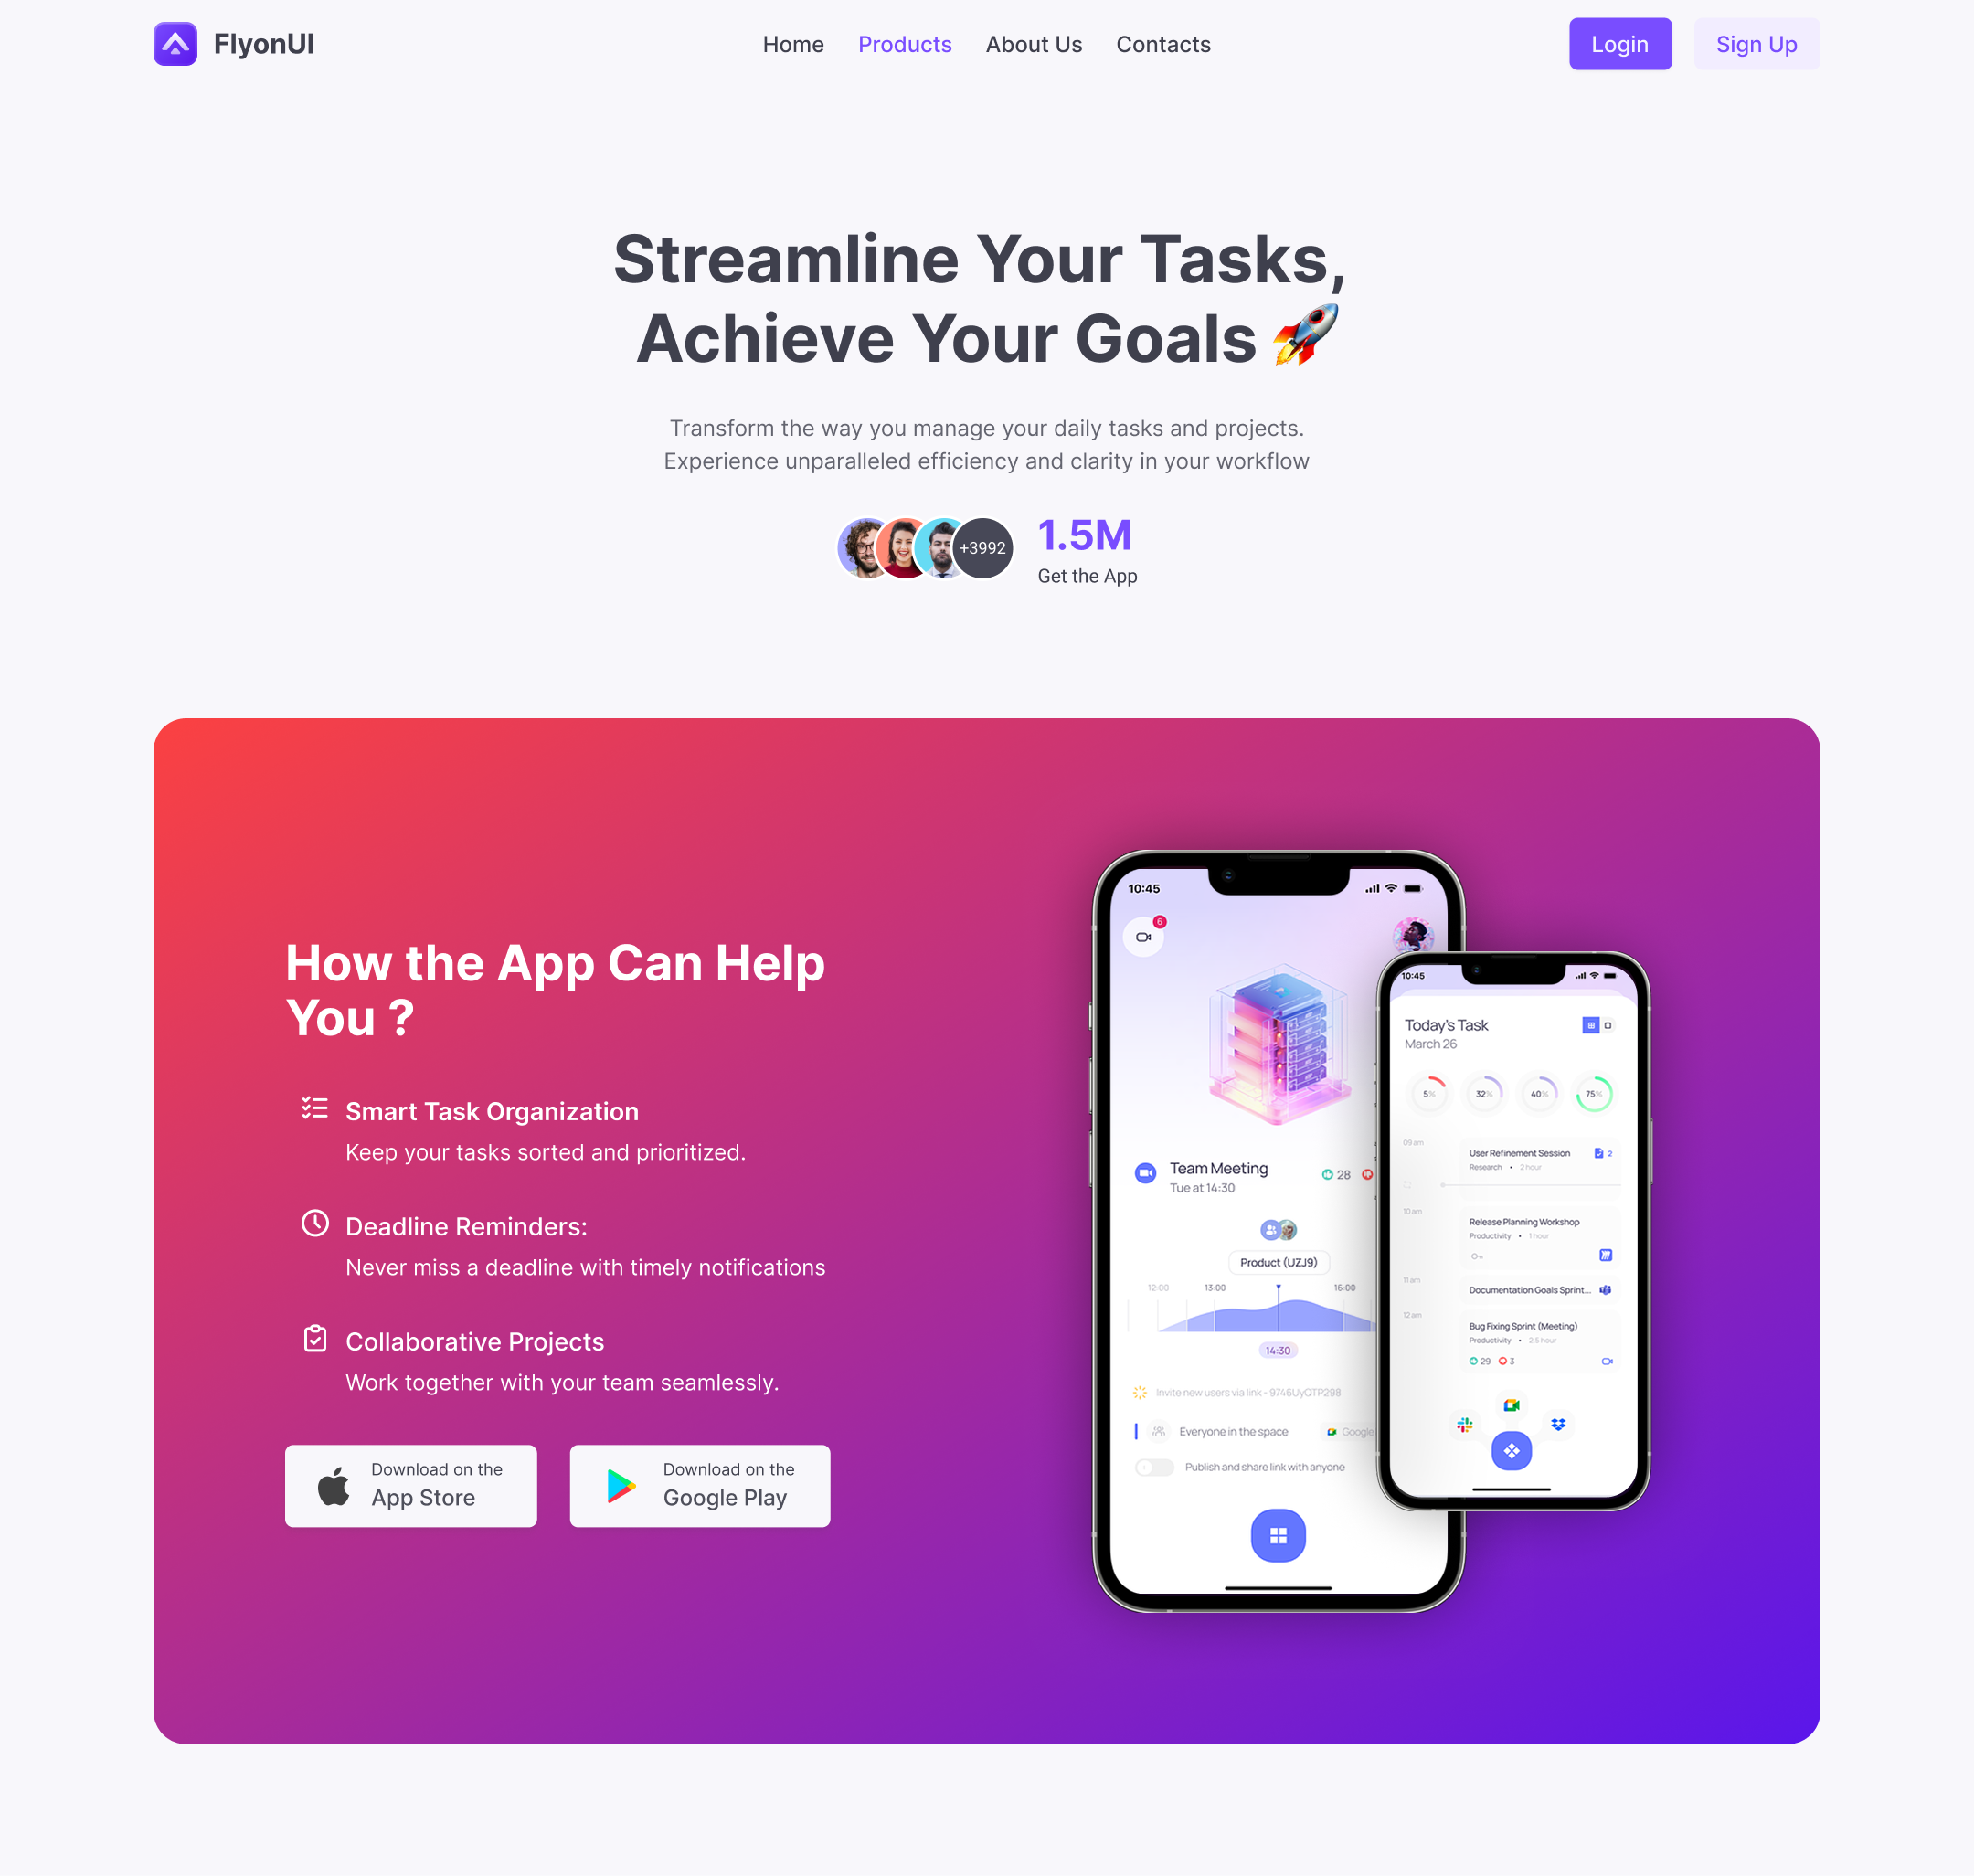 FlyonUI
Home Products About Us Contacts
Login Sign Up
Streamline Your Tasks,
Achieve Your Goals 🚀
Transform the way you manage your daily tasks and projects.
Experience unparalleled efficiency and clarity in your workflow
+3992
1.5M
Get the App
How the App Can Help
You ?
Smart Task Organization
Keep your tasks sorted and prioritized.
Deadline Reminders:
Never miss a deadline with timely notifications
Collaborative Projects
Work together with your team seamlessly.
Download on the
App Store
Download on the
Google Play
10:45
6
Team Meeting
Tue at 14:30
28
Product (UZJ9)
12:00 13:00 16:00
14:30
Invite new users via link - 9746UyQTP298
Everyone in the space
Google
Publish and share link with anyone
10:45
Today's Task
March 26
5% 32% 40% 75%
09 am
User Refinement Session
2
Research • 2 hour
10 am
Release Planning Workshop
Productivity • 1 hour
11 am
Documentation Goals Sprint...
12 am
Bug Fixing Sprint (Meeting)
Productivity • 2.5 hour
29 3